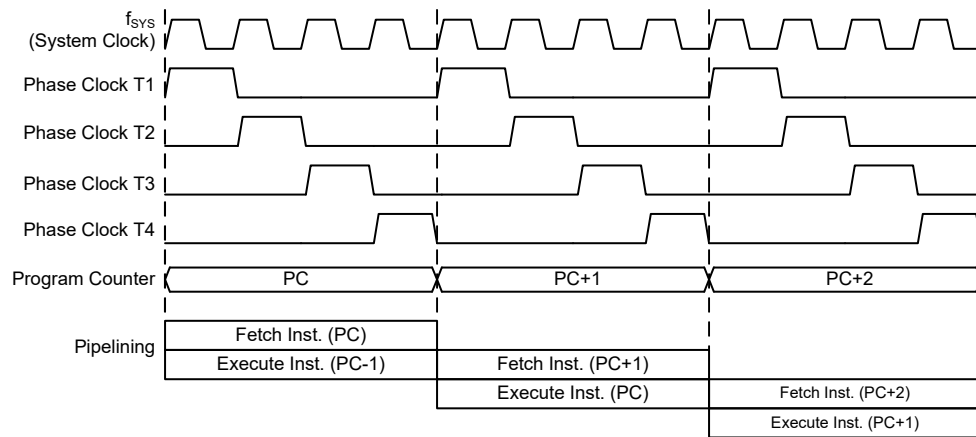 fSYS
(System Clock)
Phase Clock T1
Phase Clock T2
Phase Clock T3
Phase Clock T4
Program Counter PC PC+1 PC+2
Pipelining
Fetch Inst. (PC)
Execute Inst. (PC-1) Fetch Inst. (PC+1)
Execute Inst. (PC) Fetch Inst. (PC+2)
Execute Inst. (PC+1)